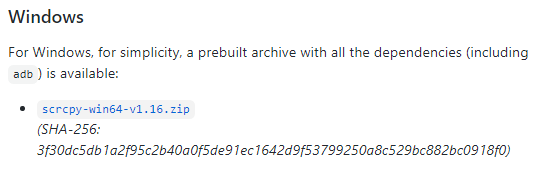 Windows
For Windows, for simplicity, a prebuilt archive with all the dependencies (including
adb ) is available:
• scrcpy-win64-v1.16.zip
(SHA-256:
3f30dc5db1a2f95c2b40a0f5de91ec1642d9f53799250a8c529bc882bc0918f0)